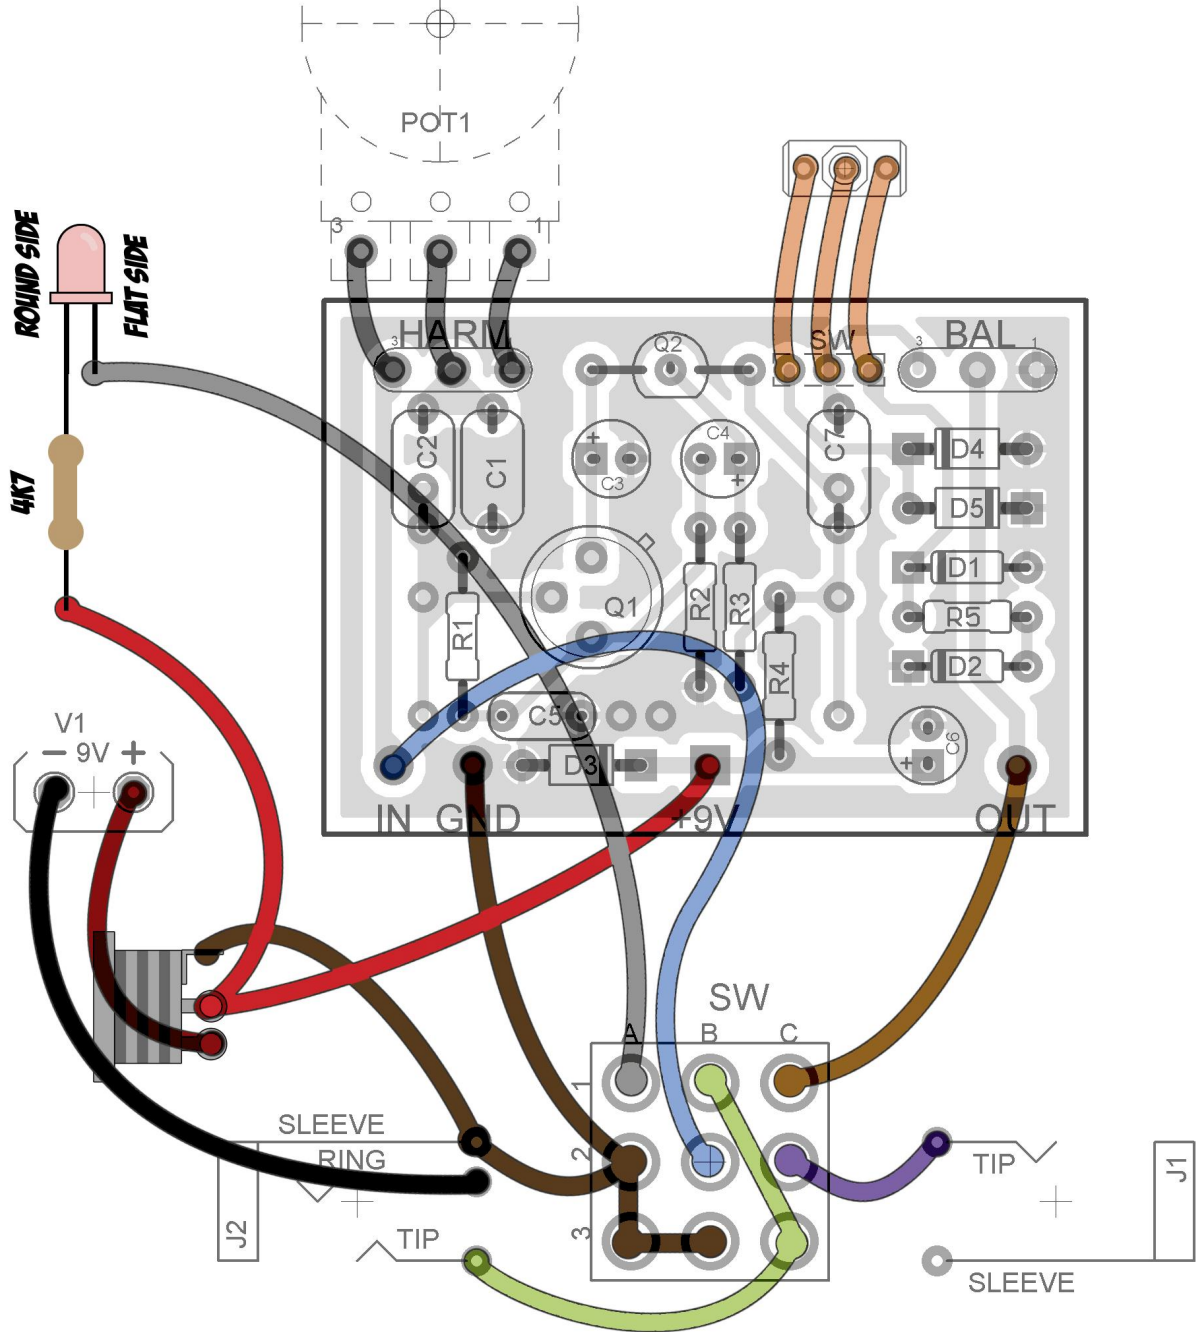 POT1
3
1
ROUND SIDE
FLAT SIDE
HARM
3
Q2
SW
BAL
3
1
C2
C1
+
C3
C4
+
C7
D4
D5
4K7
D1
Q1
R2
R3
R5
R1
R4
D2
V1
- 9V +
C5
D3
C6
+
IN GND
+9V
OUT
SW
A
B
C
1
SLEEVE
RING
2
TIP
J1
J2
TIP
3
SLEEVE